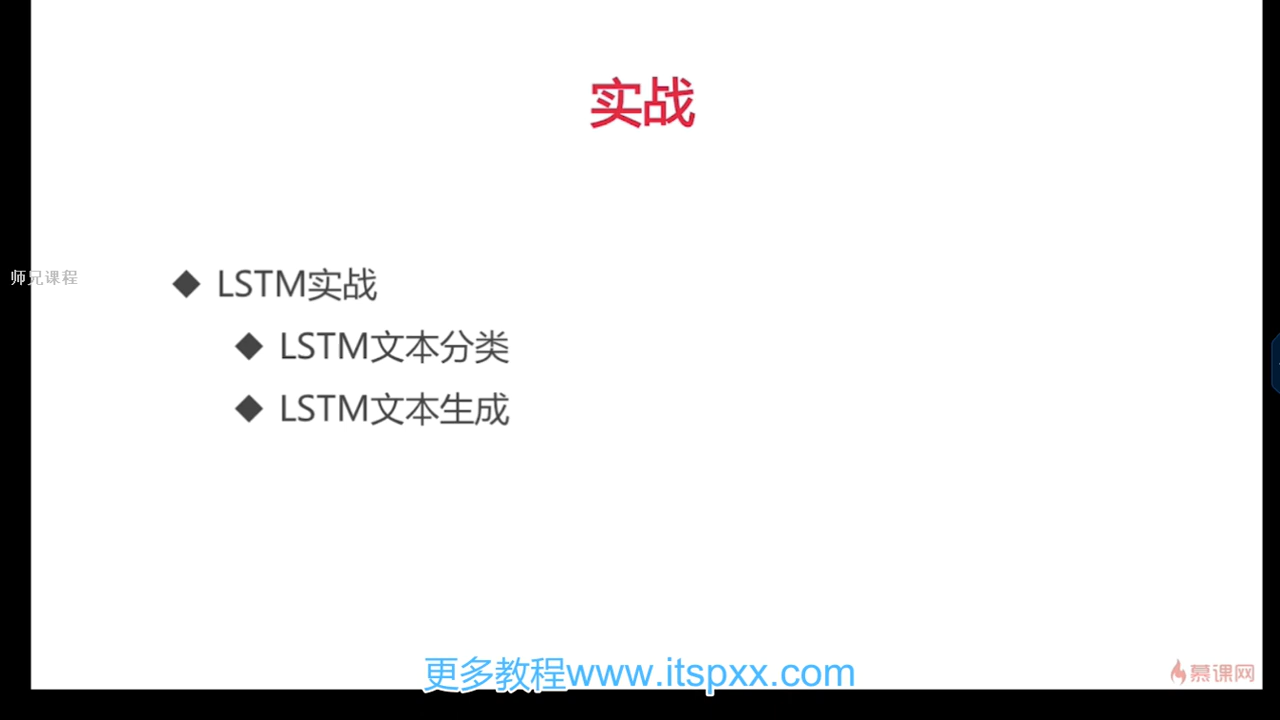 实战
师兄课程
◆ LSTM实战
◆ LSTM文本分类
◆ LSTM文本生成
更多教程www.itspxx.com
慕课网